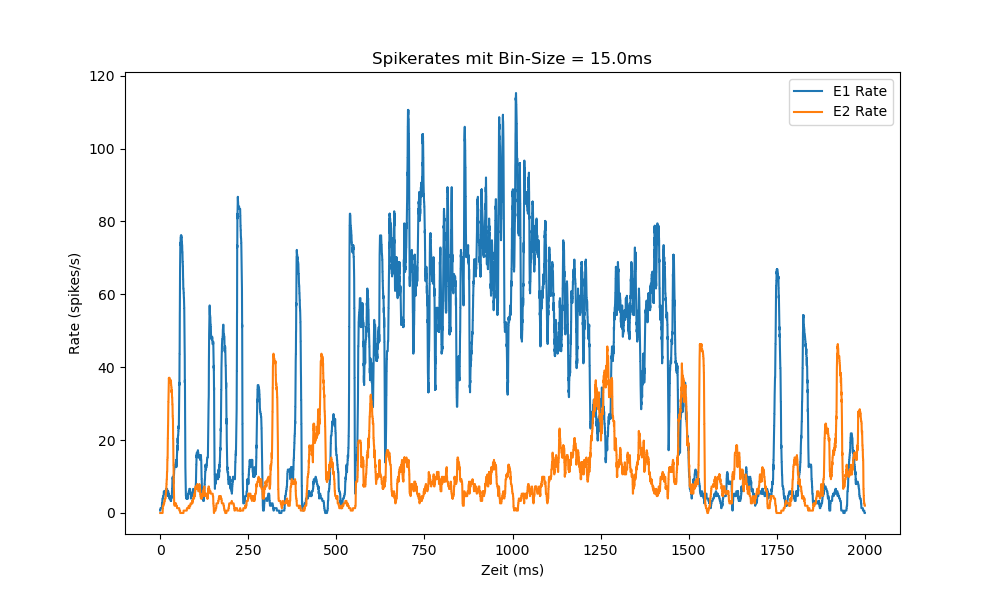 Spikerates mit Bin-Size = 15.0ms
E1 Rate
E2 Rate
Rate (spikes/s)
120
100
80
60
40
20
0
0 250 500 750 1000 1250 1500 1750 2000
Zeit (ms)